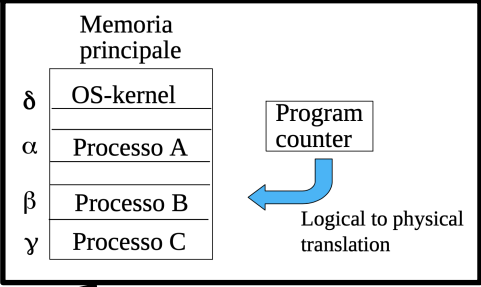 Memoria
principale
δ OS-kernel
α Processo A
β Processo B
γ Processo C
Program
counter
Logical to physical
translation